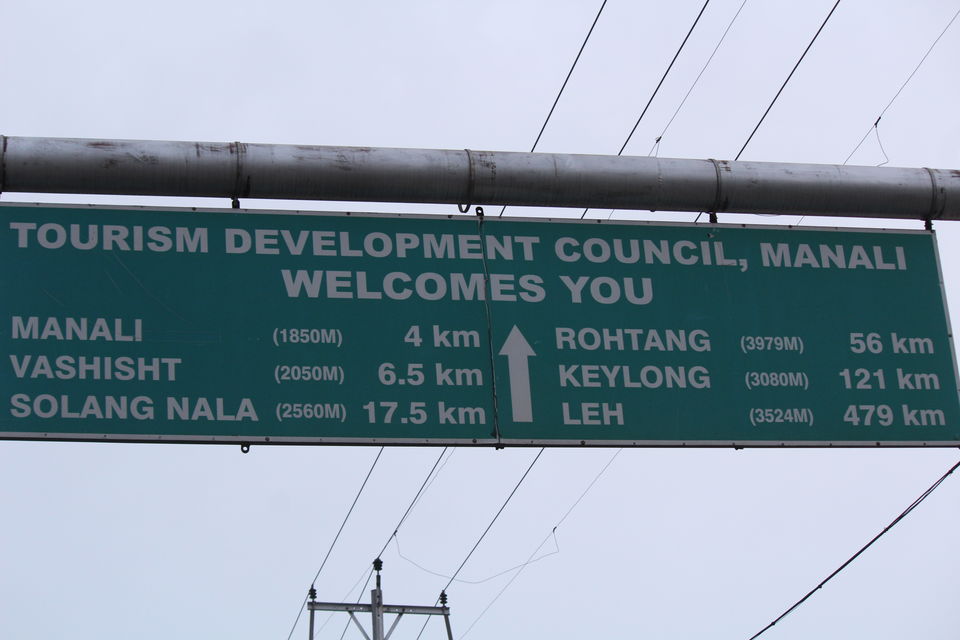 TOURISM DEVELOPMENT COUNCIL, MANALI
WELCOMES YOU
MANALI (1850M) 4 km
VASHISHT (2050M) 6.5 km
SOLANG NALA (2560M) 17.5 km
ROHTANG (3979M) 56 km
KEYLONG (3080M) 121 km
LEH (3524M) 479 km